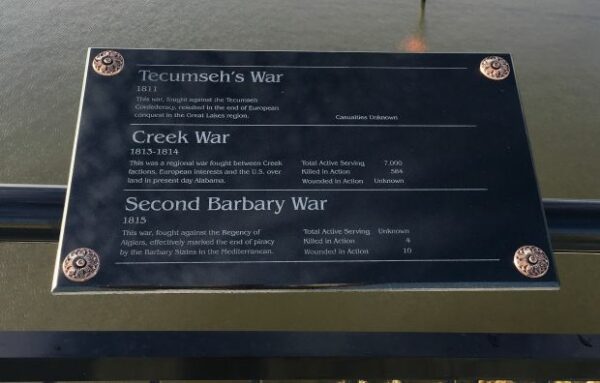 Tecumseh's War
1811
This war, fought against the Tecumseh
Confederacy, resulted in the end of European
conquest in the Great Lakes region.
Casualties Unknown
Creek War
1813-1814
This was a regional war fought between Creek
factions, European interests and the U.S. over
land in present day Alabama.
Total Active Serving 7,000
Killed in Action 584
Wounded in Action Unknown
Second Barbary War
1815
This war, fought against the Regency of
Algiers, effectively marked the end of piracy
by the Barbary States in the Mediterranean.
Total Active Serving Unknown
Killed in Action 4
Wounded in Action 10